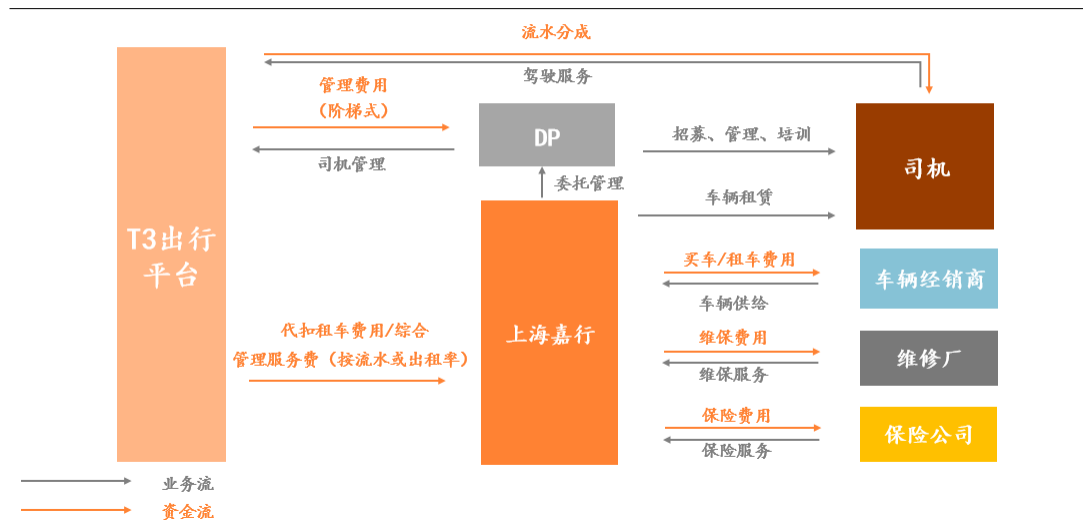 流水分成
驾驶服务
管理费用
（阶梯式）
司机管理
DP
委托管理
招募、管理、培训
车辆租赁
司机
T3出行
平台
代扣租车费用/综合
管理服务费（按流水或出租率）
上海嘉行
买车/租车费用
车辆供给
车辆经销商
维保费用
维保服务
维修厂
保险费用
保险服务
保险公司
业务流
资金流